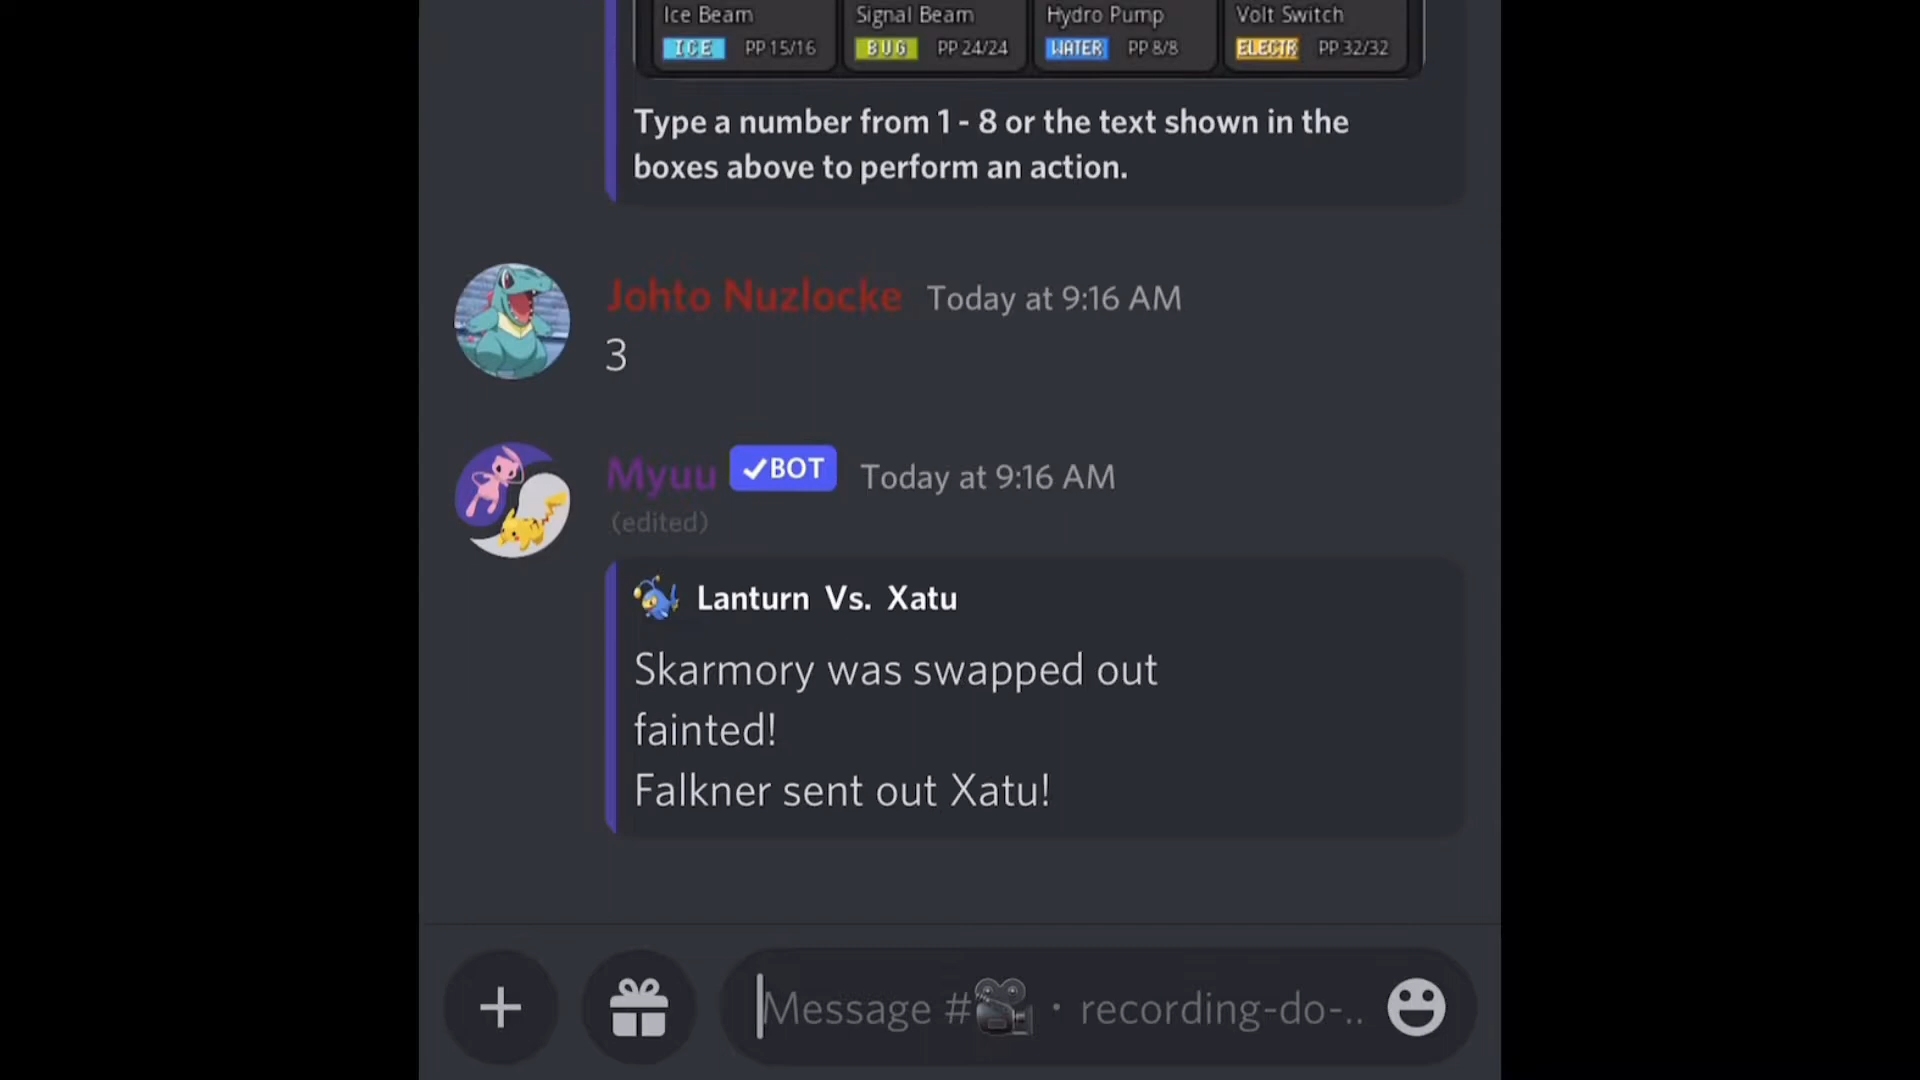 Ice Beam Signal Beam Hydro Pump Volt Switch
ICE PP 15/16 BUG PP 24/24 WATER PP 8/8 ELECTR PP 32/32
Type a number from 1 - 8 or the text shown in the
boxes above to perform an action.
Johto Nuzlocke Today at 9:16 AM
3
Myuu ✓BOT Today at 9:16 AM
(edited)
Lanturn Vs. Xatu
Skarmory was swapped out
fainted!
Falkner sent out Xatu!
Message #🎥 · recording-do-..